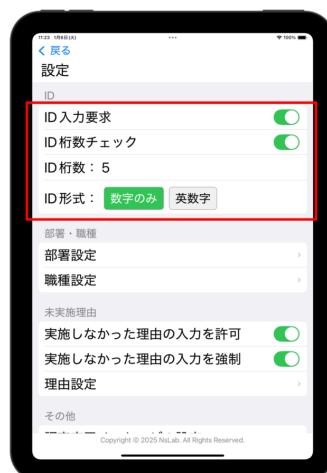 11:23 1月6日(火) ••• 100%
戻る
設定
ID
ID入力要求
ID桁数チェック
ID桁数：5
ID形式： 数字のみ 英数字
部署・職種
部署設定
職種設定
未実施理由
実施しなかった理由の入力を許可
実施しなかった理由の入力を強制
理由設定
その他
Copyright © 2025 NsLab. All Rights Reserved.